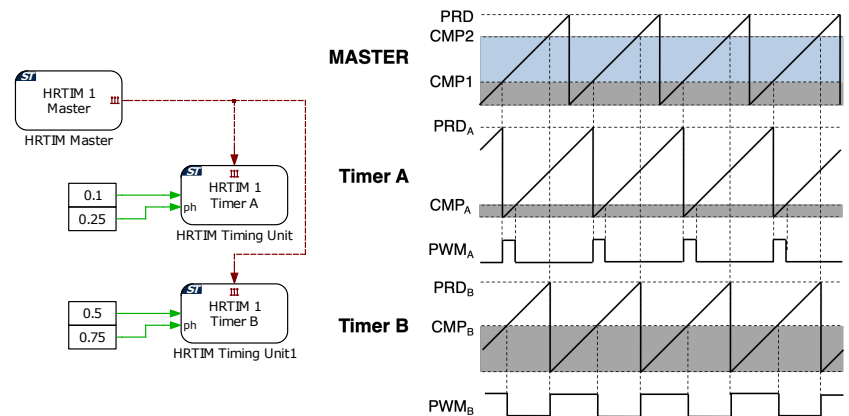 ST
HRTIM 1
Master
HRTIM Master
0.1
0.25
ST
HRTIM 1
Timer A
ph
HRTIM Timing Unit
0.5
0.75
ST
HRTIM 1
Timer B
ph
HRTIM Timing Unit1
MASTER
PRD
CMP2
CMP1
Timer A
PRDA
CMPA
PWMA
Timer B
PRDB
CMPB
PWMB